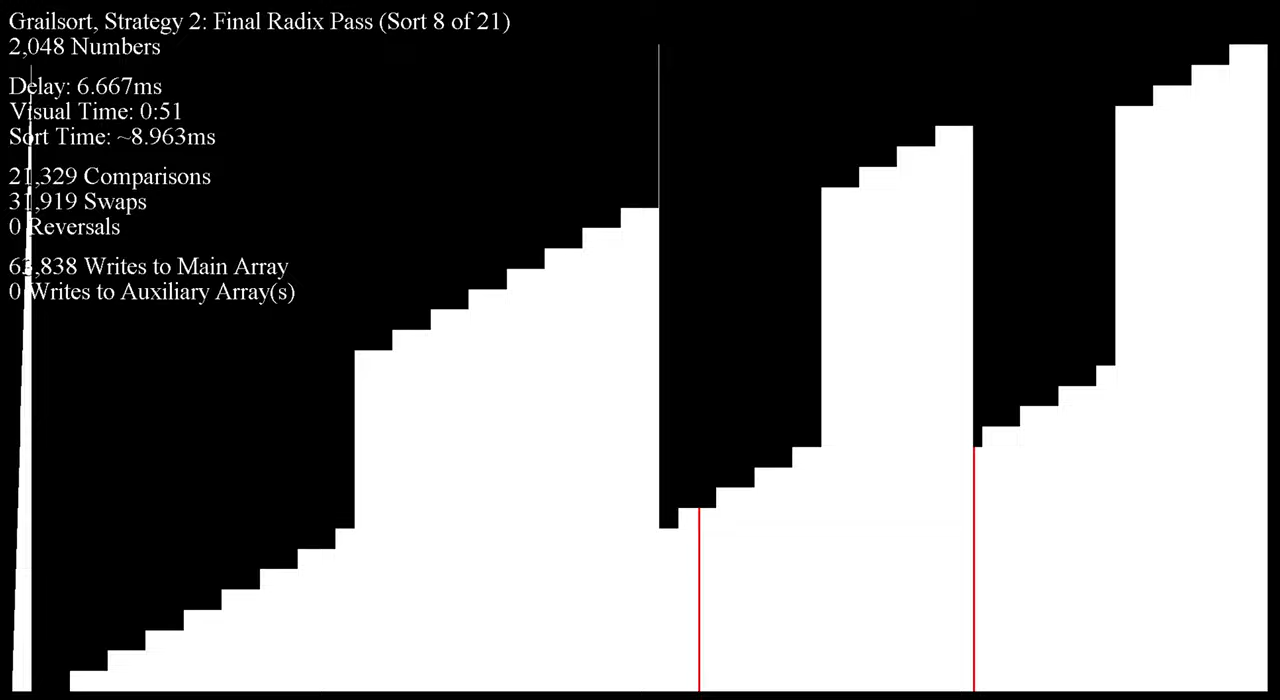 Grailsort, Strategy 2: Final Radix Pass (Sort 8 of 21)
2,048 Numbers
Delay: 6.667ms
Visual Time: 0:51
Sort Time: ~8.963ms
21,329 Comparisons
31,919 Swaps
0 Reversals
63,838 Writes to Main Array
0 Writes to Auxiliary Array(s)